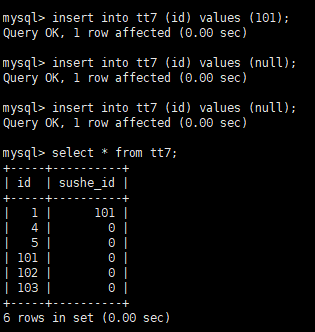 mysql> insert into tt7 (id) values (101);
Query OK, 1 row affected (0.00 sec)

mysql> insert into tt7 (id) values (null);
Query OK, 1 row affected (0.00 sec)

mysql> insert into tt7 (id) values (null);
Query OK, 1 row affected (0.00 sec)

mysql> select * from tt7;
+-----+----------+
| id  | sushe_id |
+-----+----------+
|   1 |      101 |
|   4 |        0 |
|   5 |        0 |
| 101 |        0 |
| 102 |        0 |
| 103 |        0 |
+-----+----------+
6 rows in set (0.00 sec)